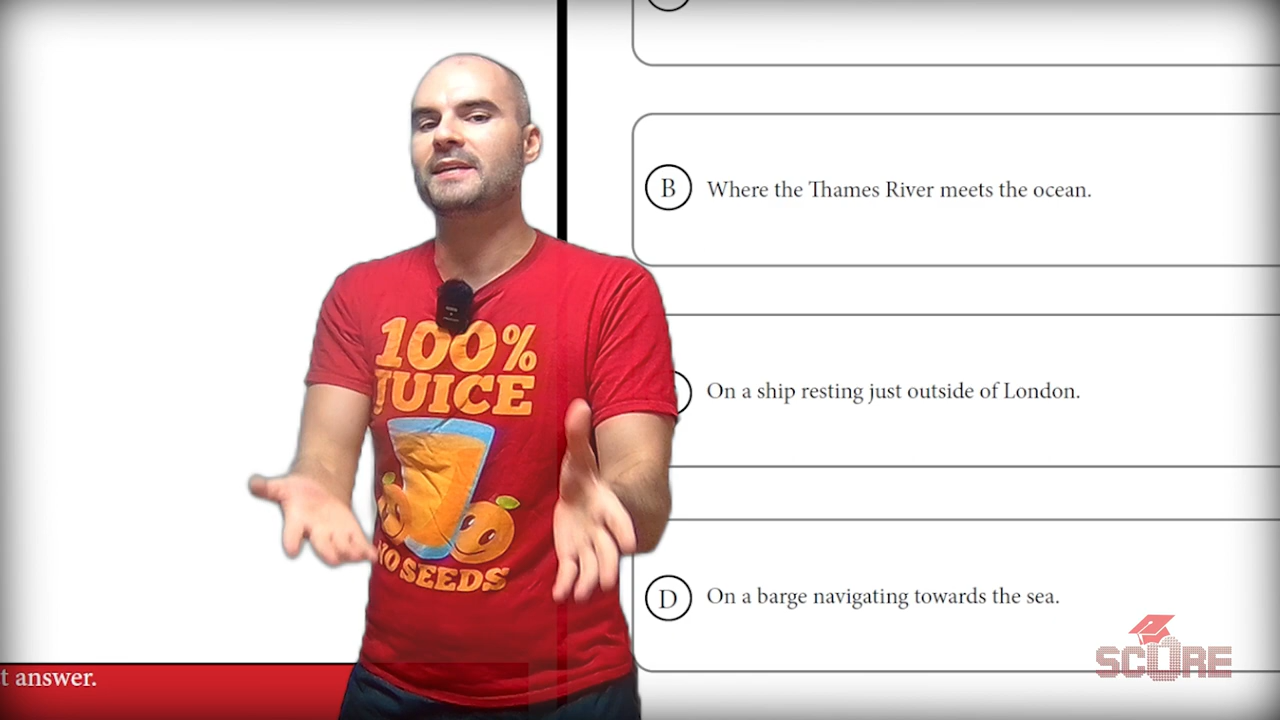 B Where the Thames River meets the ocean.
On a ship resting just outside of London.
D On a barge navigating towards the sea.
100%
JUICE
NO SEEDS
t answer.
SCORE